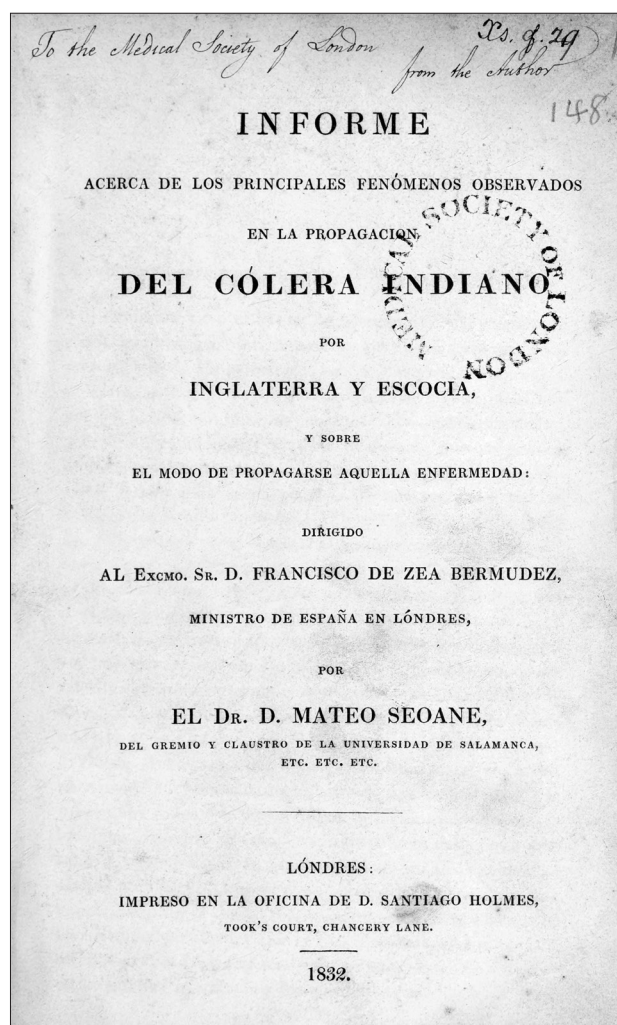 Xs. g. 29
To the Medical Society of London
from the Author
148.
INFORME
ACERCA DE LOS PRINCIPALES FENÓMENOS OBSERVADOS
EN LA PROPAGACION
DEL CÓLERA INDIANO
MEDICAL SOCIETY OF LONDON
POR
INGLATERRA Y ESCOCIA,
Y SOBRE
EL MODO DE PROPAGARSE AQUELLA ENFERMEDAD:
DIRIGIDO
AL EXCMO. SR. D. FRANCISCO DE ZEA BERMUDEZ,
MINISTRO DE ESPAÑA EN LÓNDRES,
POR
EL DR. D. MATEO SEOANE,
DEL GREMIO Y CLAUSTRO DE LA UNIVERSIDAD DE SALAMANCA,
ETC. ETC. ETC.
LÓNDRES:
IMPRESO EN LA OFICINA DE D. SANTIAGO HOLMES,
TOOK'S COURT, CHANCERY LANE.
1832.